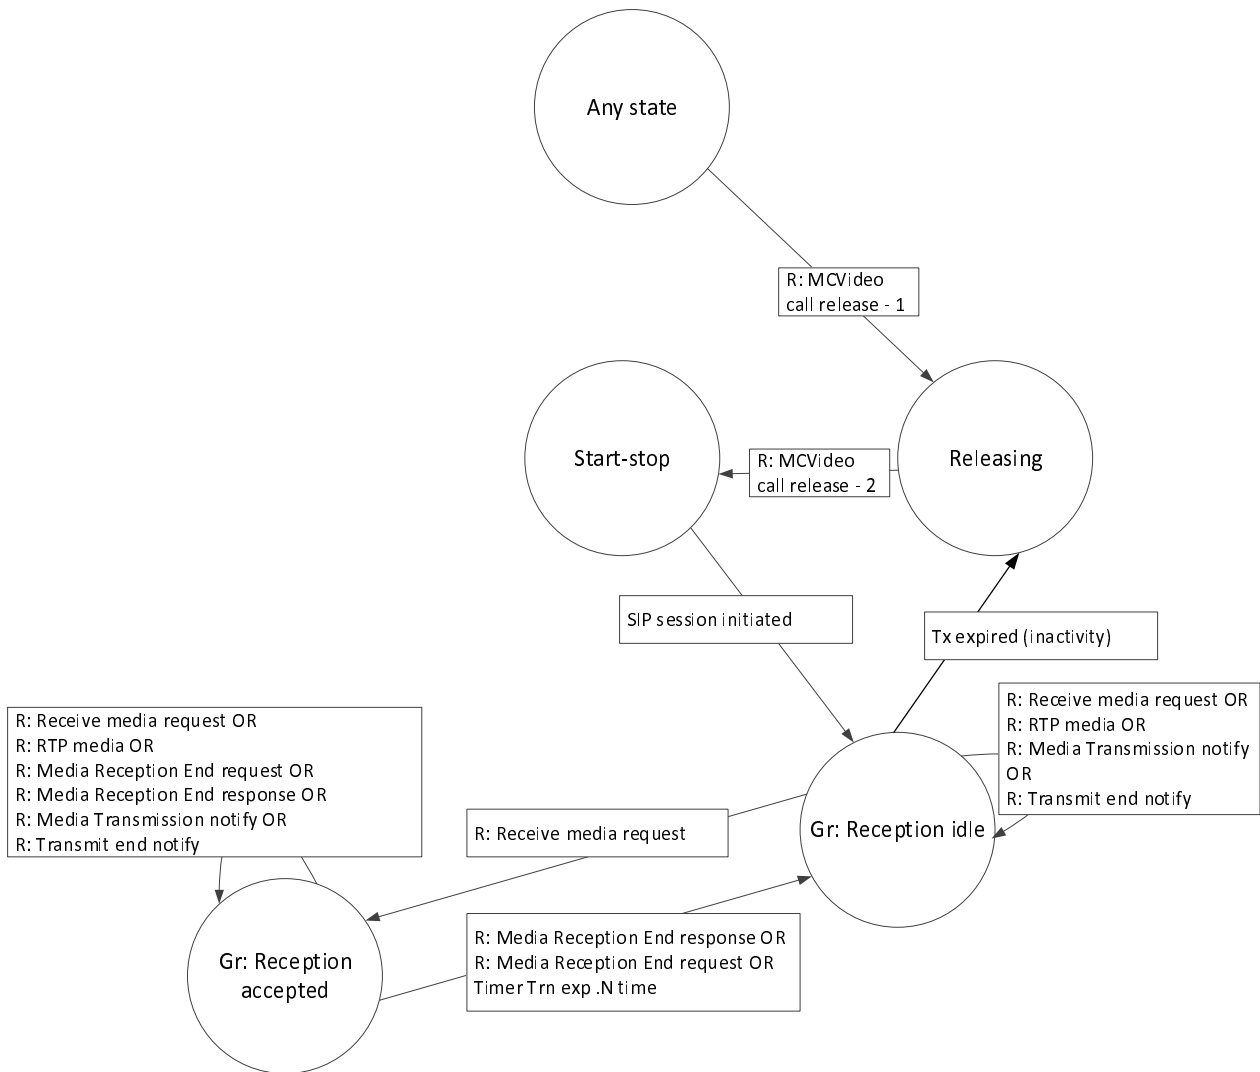 Any state
R: MCVideo
call release - 1
Start-stop
R: MCVideo
call release - 2
Releasing
SIP session initiated
Tx expired (inactivity)
R: Receive media request OR
R: RTP media OR
R: Media Transmission notify
OR
R: Transmit end notify
R: Receive media request OR
R: RTP media OR
R: Media Reception End request OR
R: Media Reception End response OR
R: Media Transmission notify OR
R: Transmit end notify
R: Receive media request
Gr: Reception idle
R: Media Reception End response OR
R: Media Reception End request OR
Timer Trn exp .N time
Gr: Reception
accepted